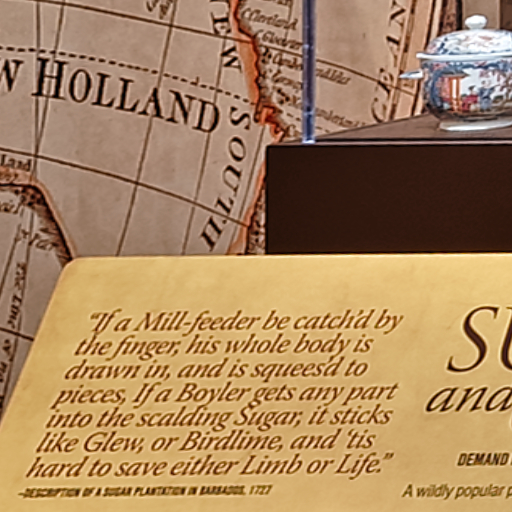 W HOLLAND
EW
SOUTH
Cleveland
Land
"If a Mill-feeder be catch'd by
the finger, his whole body is
drawn in, and is squees'd to
pieces, If a Boyler gets any part
into the scalding Sugar, it sticks
like Glew, or Birdlime, and 'tis
hard to save either Limb or Life."
—DESCRIPTION OF A SUGAR PLANTATION IN BARBADOS, 1727
SU
and
DEMAND
A wildly popular p